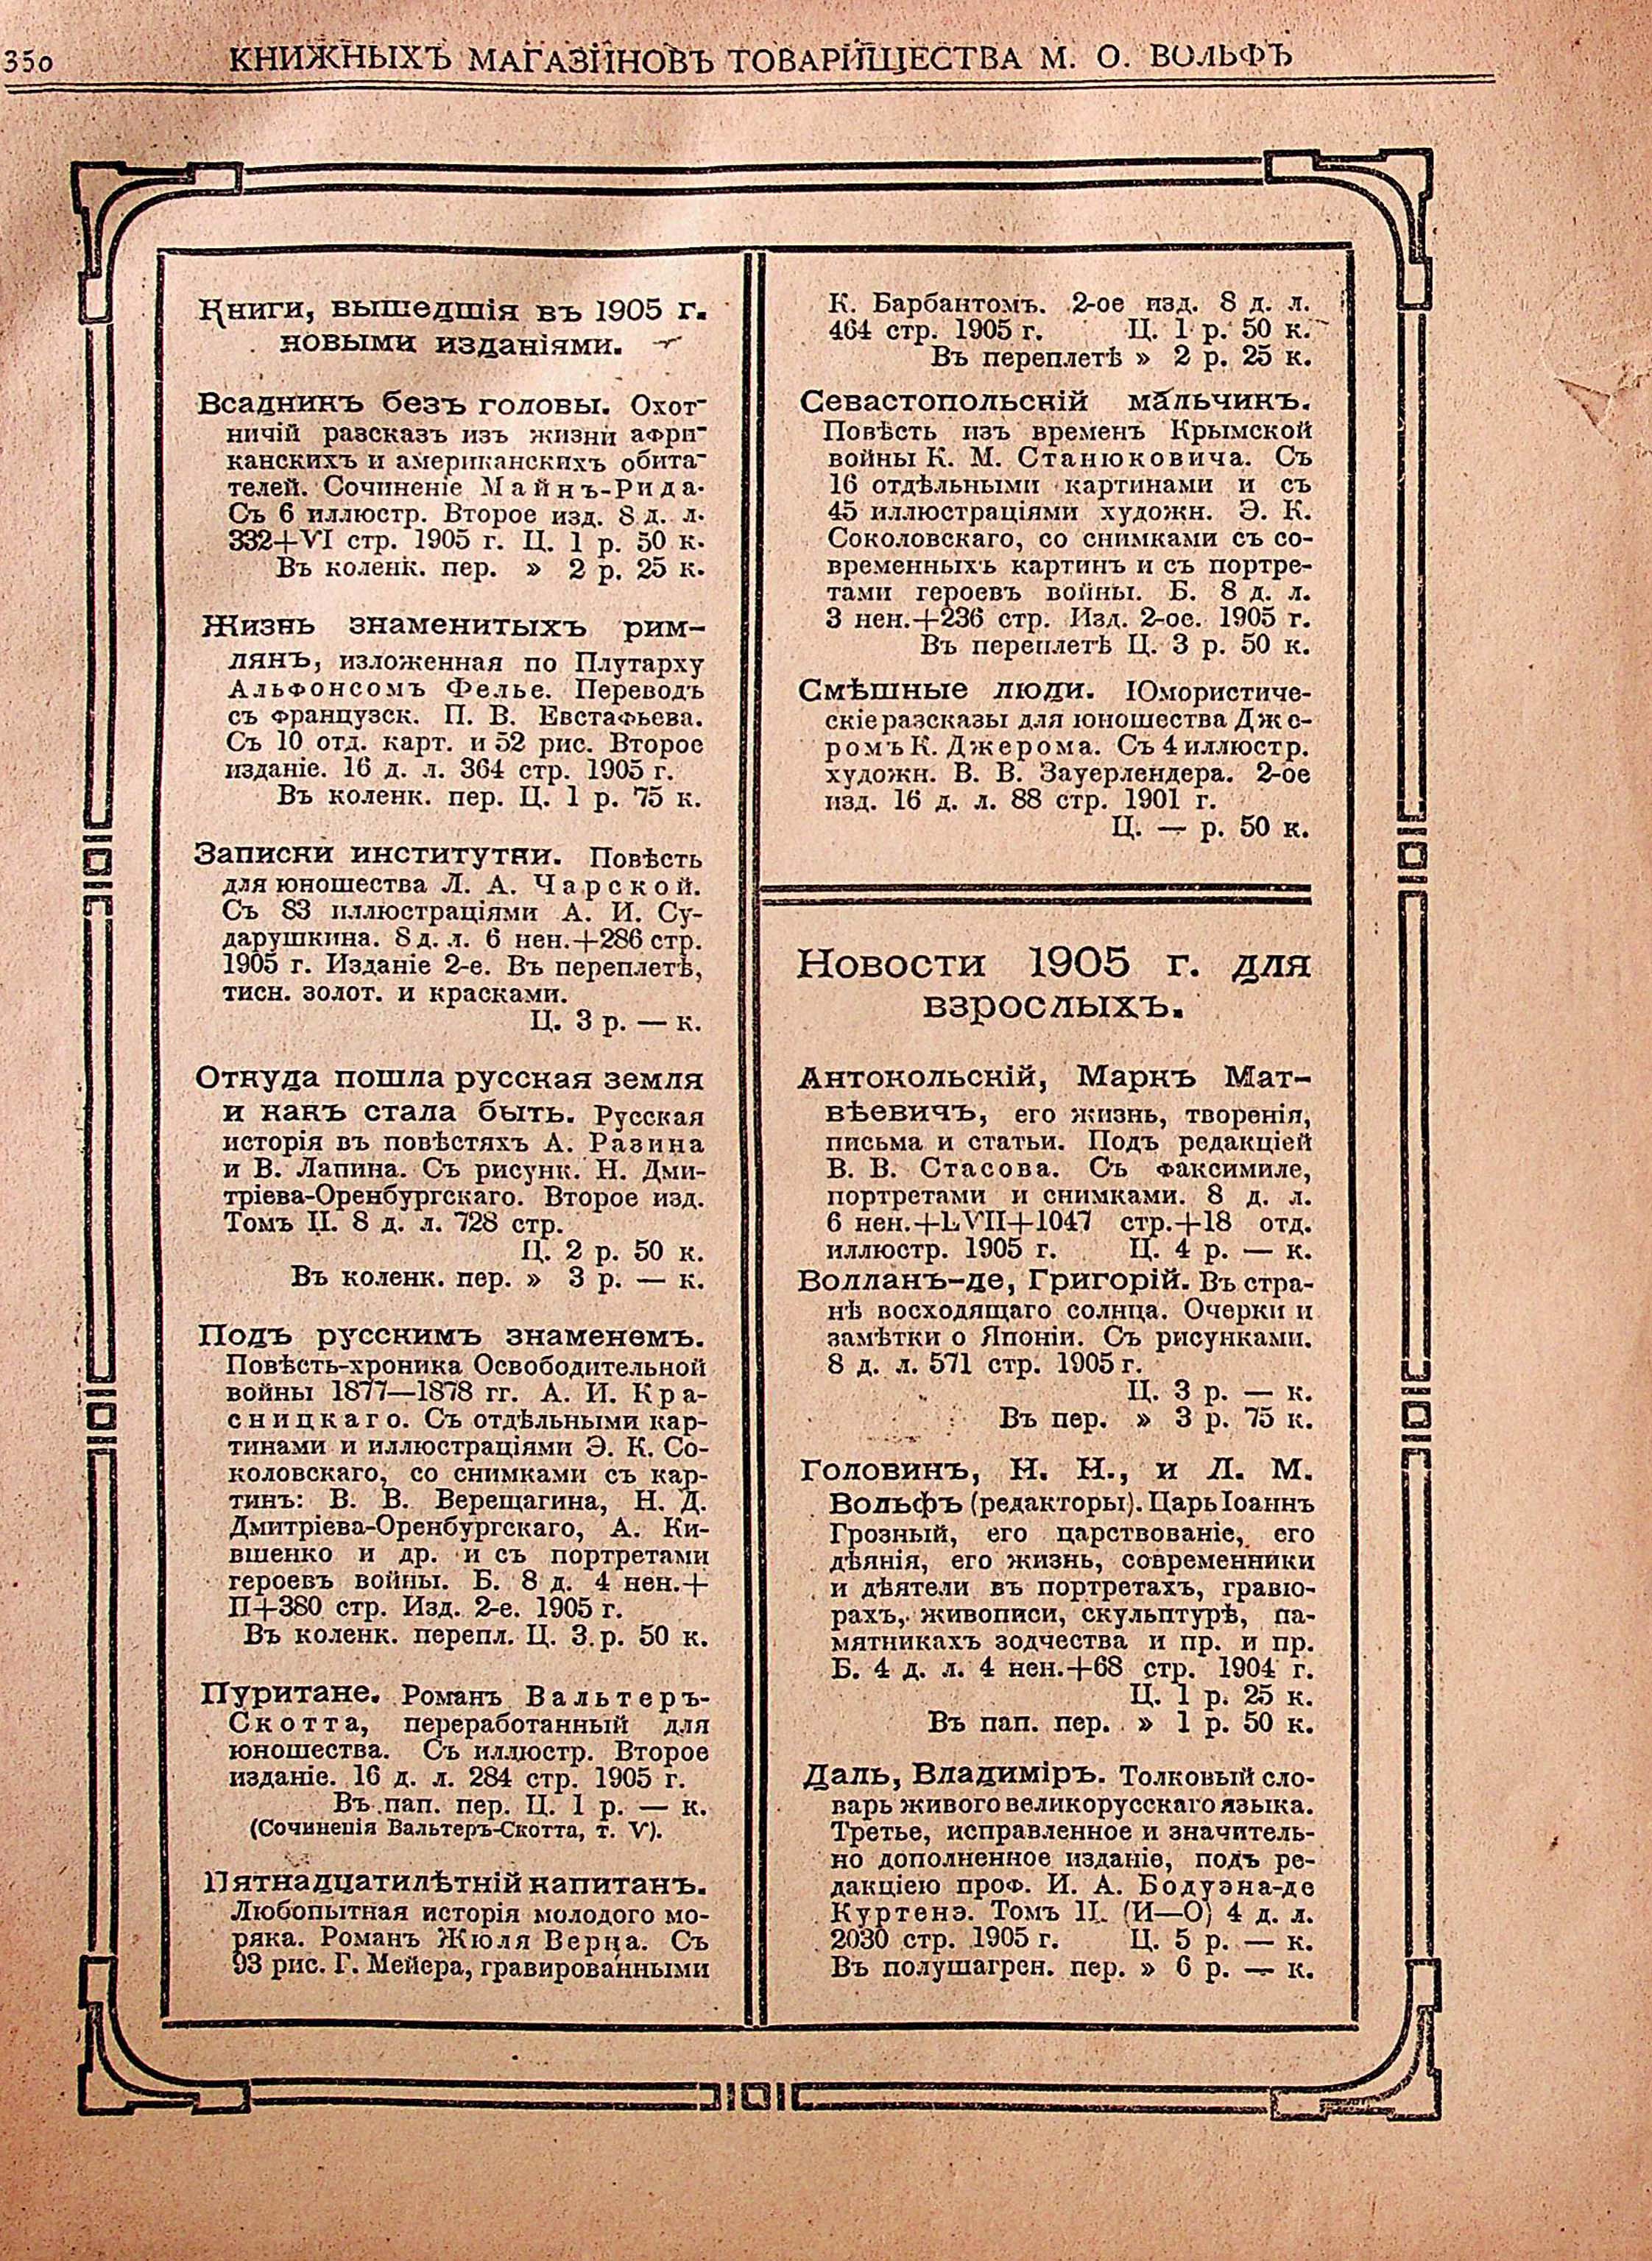 350
КНИЖНЫХЪ МАГАЗИНОВЪ ТОВАРИЩЕСТВА М. О. ВОЛЬФЪ
Книги, вышедшія въ 1905 г.
новыми изданіями.
Всадникъ безъ головы. Охот-
ничій разсказъ изъ жизни афри-
канскихъ и американскихъ обита-
телей. Сочиненіе Майнъ-Рида.
Съ 6 иллюстр. Второе изд. 8 д. л.
332+VI стр. 1905 г. Ц. 1 р. 50 к.
Въ коленк. пер. » 2 р. 25 к.
Жизнь знаменитыхъ рим-
лянъ, изложенная по Плутарху
Альфонсомъ Фелье. Переводъ
съ французск. П. В. Евстафьева.
Съ 10 отд. карт. и 52 рис. Второе
изданіе. 16 д. л. 364 стр. 1905 г.
Въ коленк. пер. Ц. 1 р. 75 к.
Записки институтки. Повѣсть
для юношества Л. А. Чарской.
Съ 83 иллюстраціями А. И. Су-
дарушкина. 8 д. л. 6 нен.+286 стр.
1905 г. Изданіе 2-е. Въ переплетѣ,
тисн. золот. и красками.
Ц. 3 р. — к.
Откуда пошла русская земля
и какъ стала быть. Русская
исторія въ повѣстяхъ А. Разина
и В. Лапина. Съ рисунк. Н. Дми-
тріева-Оренбургскаго. Второе изд.
Томъ II. 8 д. л. 728 стр.
Ц. 2 р. 50 к.
Въ коленк. пер. » 3 р. — к.
Подъ русскимъ знаменемъ.
Повѣсть-хроника Освободительной
войны 1877—1878 гг. А. И. Кра-
сницкаго. Съ отдѣльными кар-
тинами и иллюстраціями Э. К. Со-
коловскаго, со снимками съ кар-
тинъ: В. В. Верещагина, Н. Д.
Дмитріева-Оренбургскаго, А. Ки-
вшенко и др. и съ портретами
героевъ войны. Б. 8 д. 4 нен.+
II+380 стр. Изд. 2-е. 1905 г.
Въ коленк. перепл. Ц. 3 р. 50 к.
Пуритане. Романъ Вальтеръ-
Скотта, переработанный для
юношества. Съ иллюстр. Второе
изданіе. 16 д. л. 284 стр. 1905 г.
Въ пап. пер. Ц. 1 р. — к.
(Сочиненія Вальтеръ-Скотта, т. V).
Пятнадцатилѣтній капитанъ.
Любопытная исторія молодого мо-
ряка. Романъ Жюля Верна. Съ
93 рис. Г. Мейера, гравированными
К. Барбантомъ. 2-ое изд. 8 д. л.
464 стр. 1905 г. Ц. 1 р. 50 к.
Въ переплетѣ » 2 р. 25 к.
Севастопольскій мальчикъ.
Повѣсть изъ временъ Крымской
войны К. М. Станюковича. Съ
16 отдѣльными картинами и съ
45 иллюстраціями художн. Э. К.
Соколовскаго, со снимками съ со-
временныхъ картинъ и съ портре-
тами героевъ войны. Б. 8 д. л.
3 нен.+236 стр. Изд. 2-ое. 1905 г.
Въ переплетѣ Ц. 3 р. 50 к.
Смѣшные люди. Юмористиче-
скіе разсказы для юношества Дже-
ромъ К. Джерома. Съ 4 иллюстр.
художн. В. В. Зауерлендера. 2-ое
изд. 16 д. л. 88 стр. 1901 г.
Ц. — р. 50 к.
Новости 1905 г. для
взрослыхъ.
Антокольскій, Маркъ Мат-
вѣевичъ, его жизнь, творенія,
письма и статьи. Подъ редакціей
В. В. Стасова. Съ факсимиле,
портретами и снимками. 8 д. л.
6 нен.+LVII+1047 стр.+18 отд.
иллюстр. 1905 г. Ц. 4 р. — к.
Волланъ-де, Григорій. Въ стра-
нѣ восходящаго солнца. Очерки и
замѣтки о Японіи. Съ рисунками.
8 д. л. 571 стр. 1905 г.
Ц. 3 р. — к.
Въ пер. » 3 р. 75 к.
Головинъ, Н. Н., и Л. М.
Вольфъ (редакторы). Царь Іоаннъ
Грозный, его царствованіе, его
дѣянія, его жизнь, современники
и дѣятели въ портретахъ, гравю-
рахъ, живописи, скульптурѣ, па-
мятникахъ зодчества и пр. и пр.
Б. 4 д. л. 4 нен.+68 стр. 1904 г.
Ц. 1 р. 25 к.
Въ пап. пер. » 1 р. 50 к.
Даль, Владиміръ. Толковый сло-
варь живого великорусскаго языка.
Третье, исправленное и значитель-
но дополненное изданіе, подъ ре-
дакціею проф. И. А. Бодуэна-де
Куртенэ. Томъ II. (И—О) 4 д. л.
2030 стр. 1905 г. Ц. 5 р. — к.
Въ полушагрен. пер. » 6 р. — к.